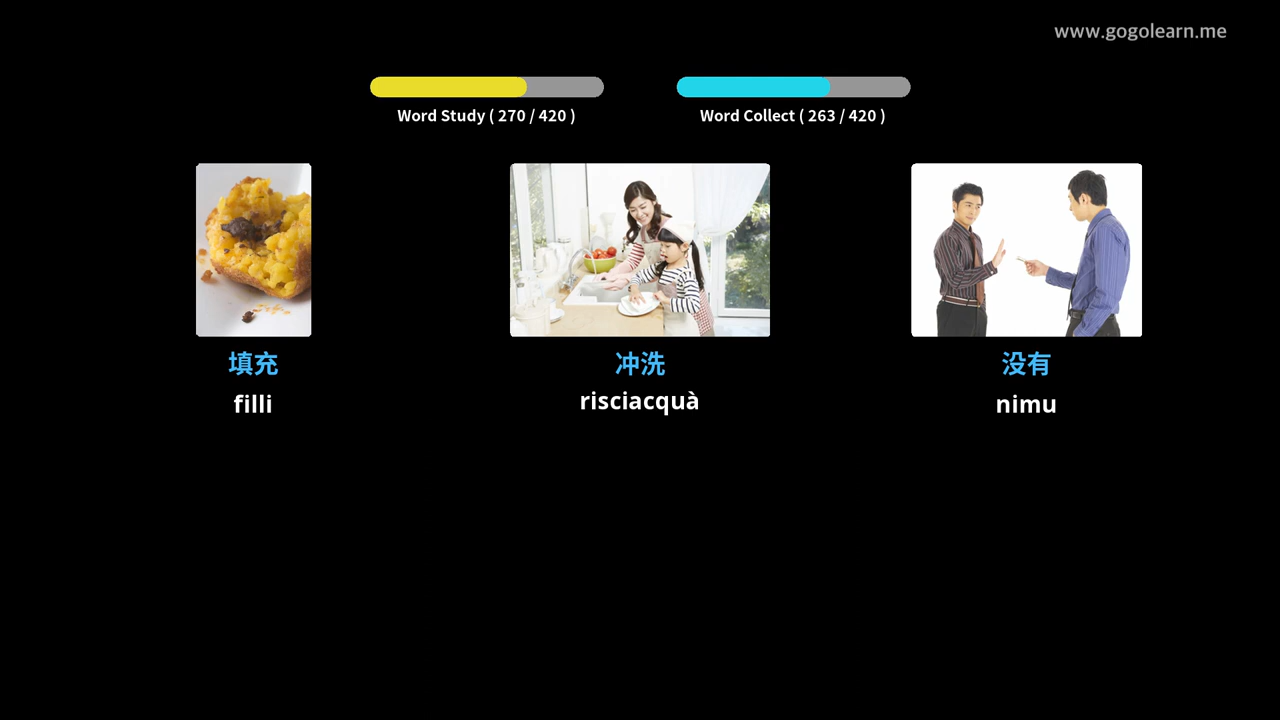 www.gogolearn.me
Word Study ( 270 / 420 )
Word Collect ( 263 / 420 )
填充
filli
冲洗
risciacquà
没有
nimu